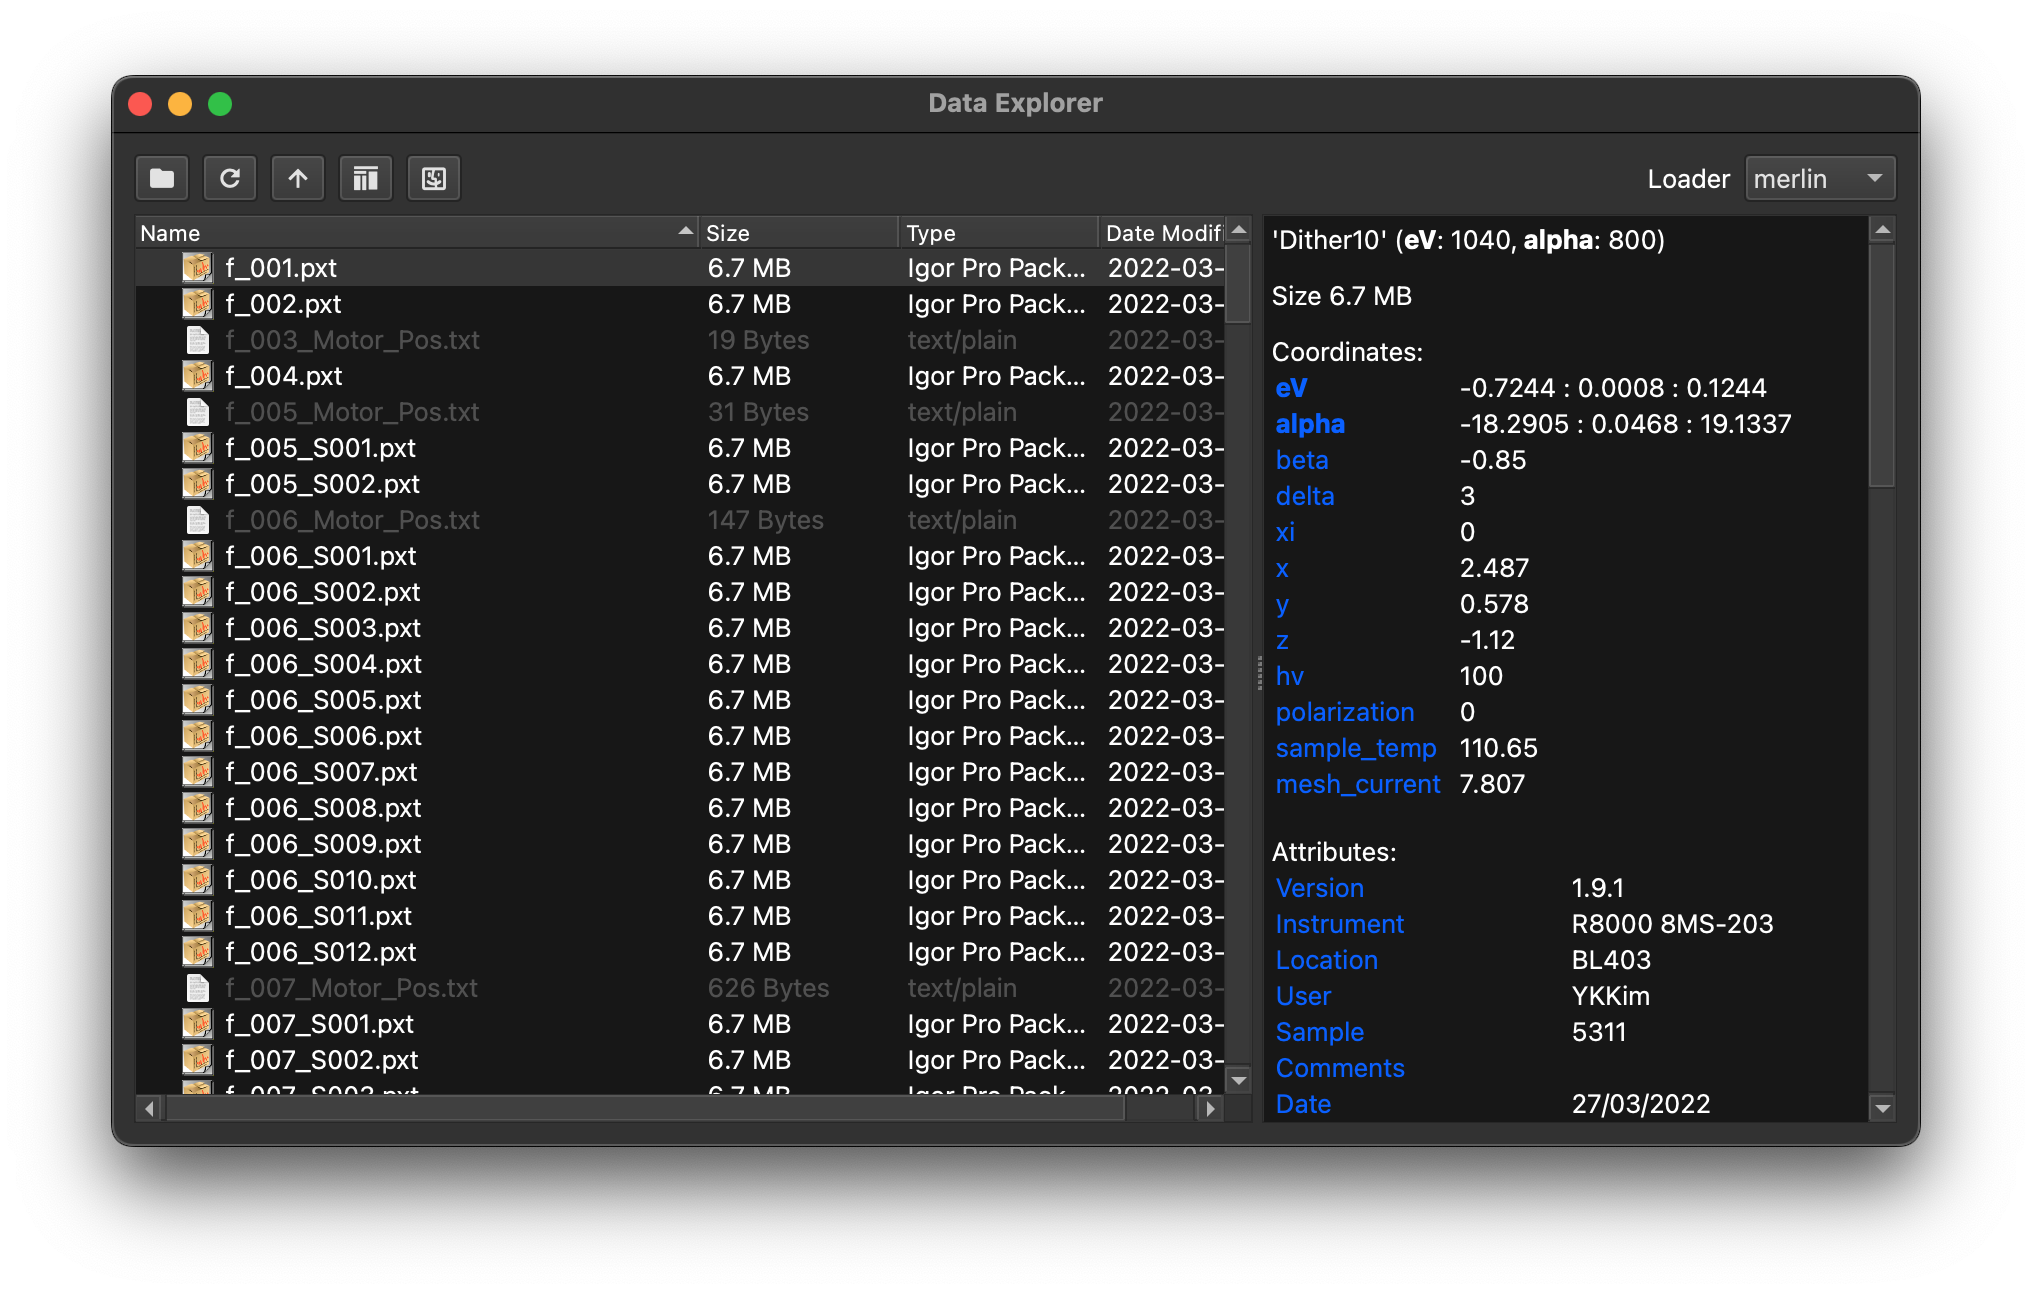 Data Explorer
Loader merlin
Name Size Type Date Modifi
f_001.pxt 6.7 MB Igor Pro Pack... 2022-03-
f_002.pxt 6.7 MB Igor Pro Pack... 2022-03-
f_003_Motor_Pos.txt 19 Bytes text/plain 2022-03-
f_004.pxt 6.7 MB Igor Pro Pack... 2022-03-
f_005_Motor_Pos.txt 31 Bytes text/plain 2022-03-
f_005_S001.pxt 6.7 MB Igor Pro Pack... 2022-03-
f_005_S002.pxt 6.7 MB Igor Pro Pack... 2022-03-
f_006_Motor_Pos.txt 147 Bytes text/plain 2022-03-
f_006_S001.pxt 6.7 MB Igor Pro Pack... 2022-03-
f_006_S002.pxt 6.7 MB Igor Pro Pack... 2022-03-
f_006_S003.pxt 6.7 MB Igor Pro Pack... 2022-03-
f_006_S004.pxt 6.7 MB Igor Pro Pack... 2022-03-
f_006_S005.pxt 6.7 MB Igor Pro Pack... 2022-03-
f_006_S006.pxt 6.7 MB Igor Pro Pack... 2022-03-
f_006_S007.pxt 6.7 MB Igor Pro Pack... 2022-03-
f_006_S008.pxt 6.7 MB Igor Pro Pack... 2022-03-
f_006_S009.pxt 6.7 MB Igor Pro Pack... 2022-03-
f_006_S010.pxt 6.7 MB Igor Pro Pack... 2022-03-
f_006_S011.pxt 6.7 MB Igor Pro Pack... 2022-03-
f_006_S012.pxt 6.7 MB Igor Pro Pack... 2022-03-
f_007_Motor_Pos.txt 626 Bytes text/plain 2022-03-
f_007_S001.pxt 6.7 MB Igor Pro Pack... 2022-03-
f_007_S002.pxt 6.7 MB Igor Pro Pack... 2022-03-
f_007_S003.pxt 6.7 MB Igor Pro Pack... 2022-03-
'Dither10' (eV: 1040, alpha: 800)
Size 6.7 MB
Coordinates:
eV -0.7244 : 0.0008 : 0.1244
alpha -18.2905 : 0.0468 : 19.1337
beta -0.85
delta 3
xi 0
x 2.487
y 0.578
z -1.12
hv 100
polarization 0
sample_temp 110.65
mesh_current 7.807
Attributes:
Version 1.9.1
Instrument R8000 8MS-203
Location BL403
User YKKim
Sample 5311
Comments
Date 27/03/2022